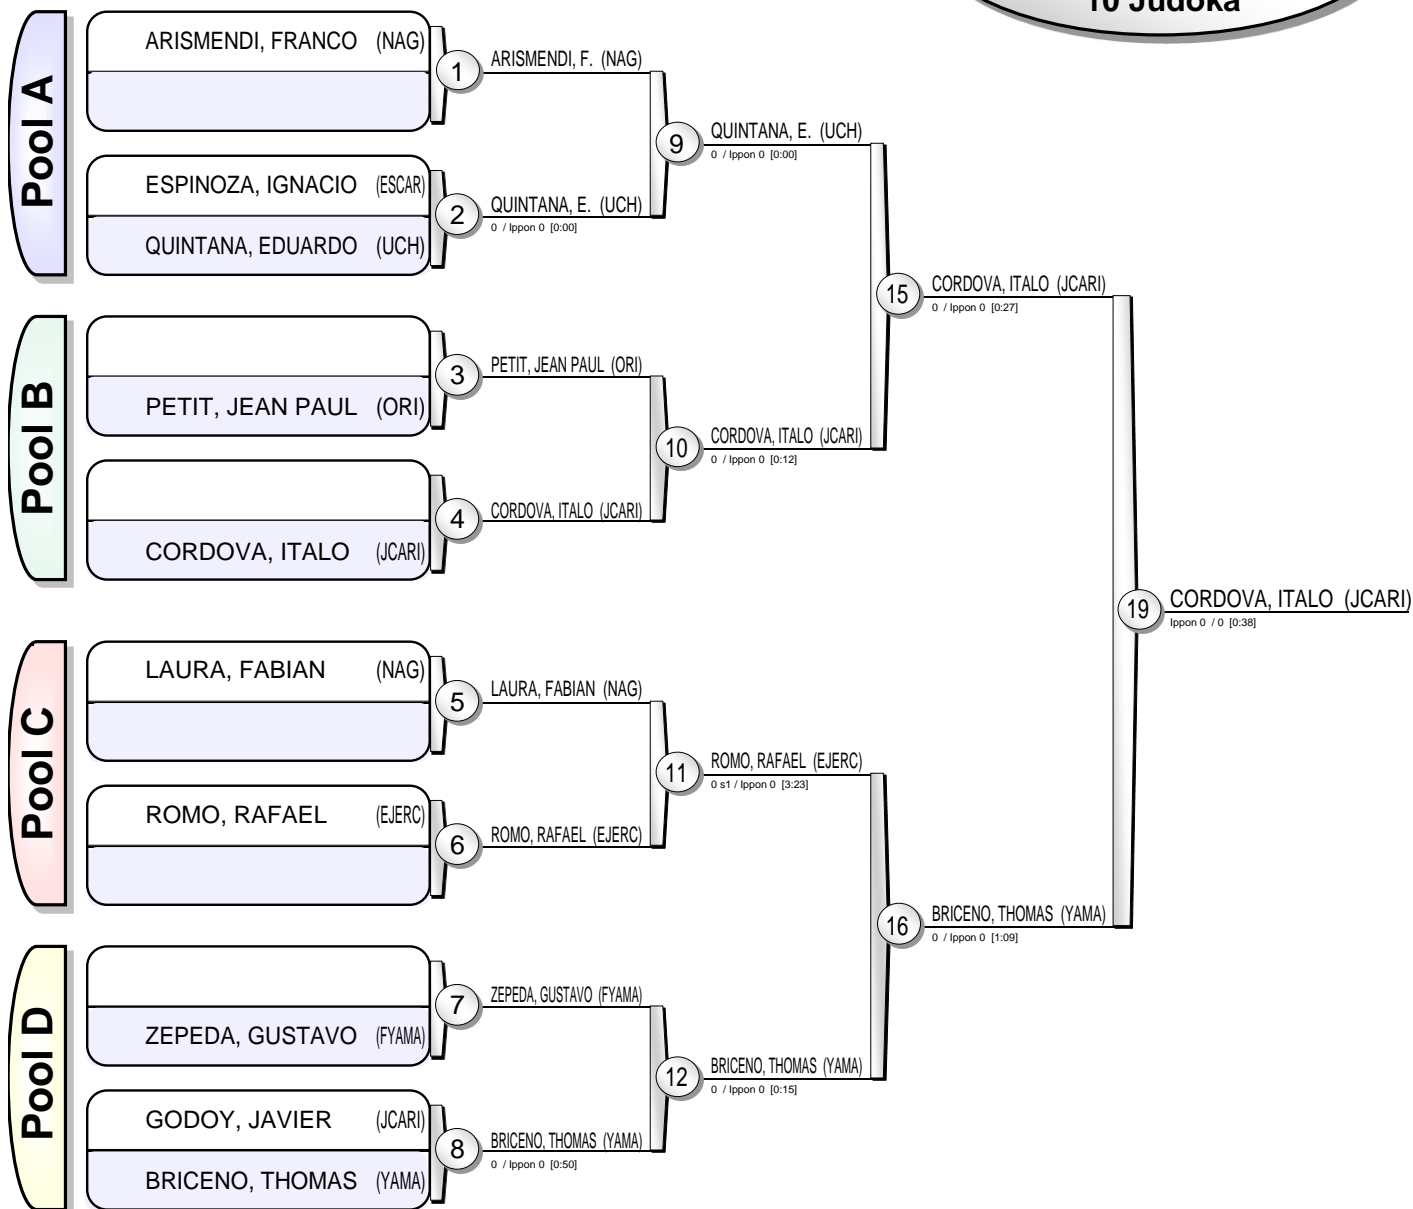 10 Judoka
Pool A
ARISMENDI, FRANCO (NAG)
1
ARISMENDI, F. (NAG)
ESPINOZA, IGNACIO (ESCAR)
QUINTANA, EDUARDO (UCH)
2
QUINTANA, E. (UCH)
0 / Ippon 0 [0:00]
9
QUINTANA, E. (UCH)
0 / Ippon 0 [0:00]
Pool B
PETIT, JEAN PAUL (ORI)
3
PETIT, JEAN PAUL (ORI)
CORDOVA, ITALO (JCARI)
4
CORDOVA, ITALO (JCARI)
10
CORDOVA, ITALO (JCARI)
0 / Ippon 0 [0:12]
15
CORDOVA, ITALO (JCARI)
0 / Ippon 0 [0:27]
Pool C
LAURA, FABIAN (NAG)
5
LAURA, FABIAN (NAG)
ROMO, RAFAEL (EJERC)
6
ROMO, RAFAEL (EJERC)
11
ROMO, RAFAEL (EJERC)
0 s1 / Ippon 0 [3:23]
Pool D
ZEPEDA, GUSTAVO (FYAMA)
7
ZEPEDA, GUSTAVO (FYAMA)
GODOY, JAVIER (JCARI)
BRICENO, THOMAS (YAMA)
8
BRICENO, THOMAS (YAMA)
0 / Ippon 0 [0:50]
12
BRICENO, THOMAS (YAMA)
0 / Ippon 0 [0:15]
16
BRICENO, THOMAS (YAMA)
0 / Ippon 0 [1:09]
19
CORDOVA, ITALO (JCARI)
Ippon 0 / 0 [0:38]